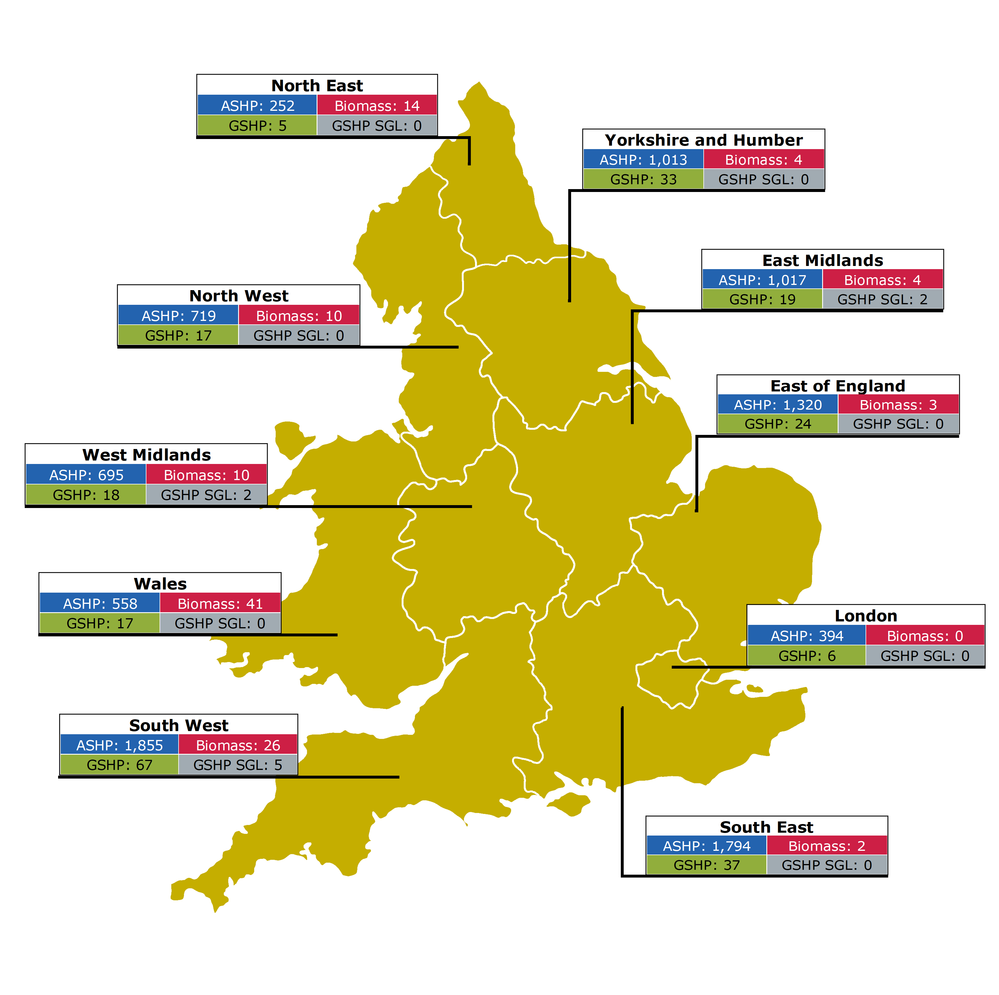 North East
ASHP: 252 Biomass: 14
GSHP: 5 GSHP SGL: 0
Yorkshire and Humber
ASHP: 1,013 Biomass: 4
GSHP: 33 GSHP SGL: 0
East Midlands
ASHP: 1,017 Biomass: 4
GSHP: 19 GSHP SGL: 2
North West
ASHP: 719 Biomass: 10
GSHP: 17 GSHP SGL: 0
East of England
ASHP: 1,320 Biomass: 3
GSHP: 24 GSHP SGL: 0
West Midlands
ASHP: 695 Biomass: 10
GSHP: 18 GSHP SGL: 2
Wales
ASHP: 558 Biomass: 41
GSHP: 17 GSHP SGL: 0
London
ASHP: 394 Biomass: 0
GSHP: 6 GSHP SGL: 0
South West
ASHP: 1,855 Biomass: 26
GSHP: 67 GSHP SGL: 5
South East
ASHP: 1,794 Biomass: 2
GSHP: 37 GSHP SGL: 0